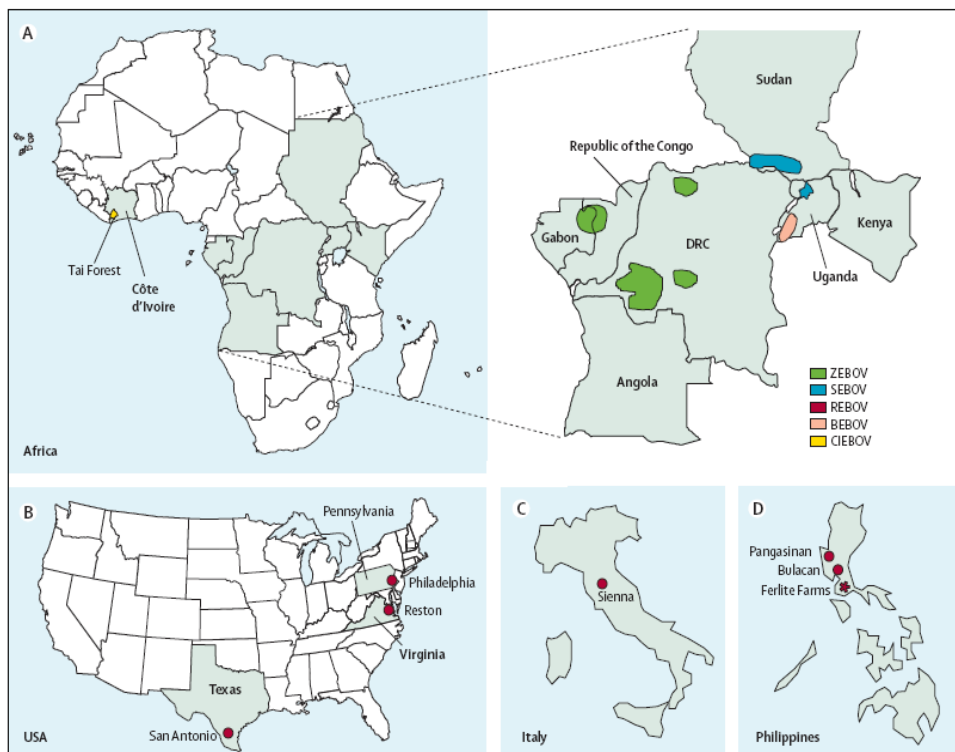 A
Tai Forest
Côte
d'Ivoire
Africa
Sudan
Republic of the Congo
Gabon
DRC
Kenya
Uganda
Angola
ZEBOV
SEBOV
REBOV
BEBOV
CIEBOV
B
Pennsylvania
Philadelphia
Reston
Virginia
Texas
San Antonio
USA
C
Sienna
Italy
D
Pangasinan
Bulacan
Ferlite Farms
Philippines